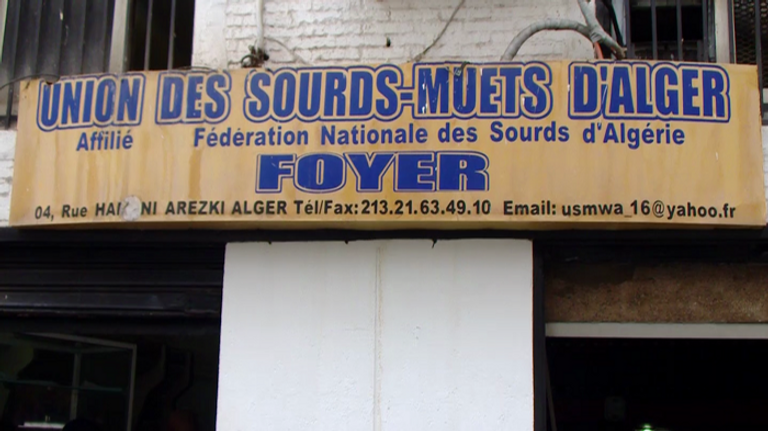 UNION DES SOURDS-MUETS D'ALGER
Affilié Fédération Nationale des Sourds d'Algérie
FOYER
04, Rue AREZKI ALGER Tél/Fax:213.21.63.49.10 Email: usmwa_16@yahoo.fr